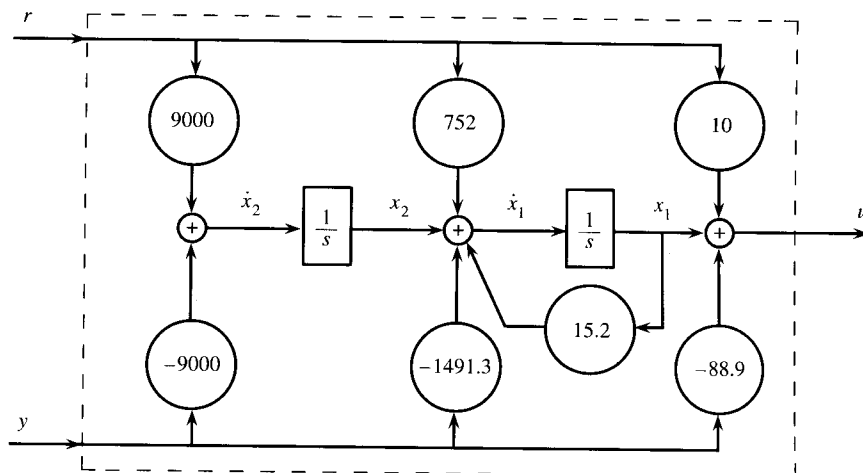 r
9000
752
10
ẋ₂
1
s
x₂
ẋ₁
1
s
x₁
+
+
+
15.2
−9000
−1491.3
−88.9
y